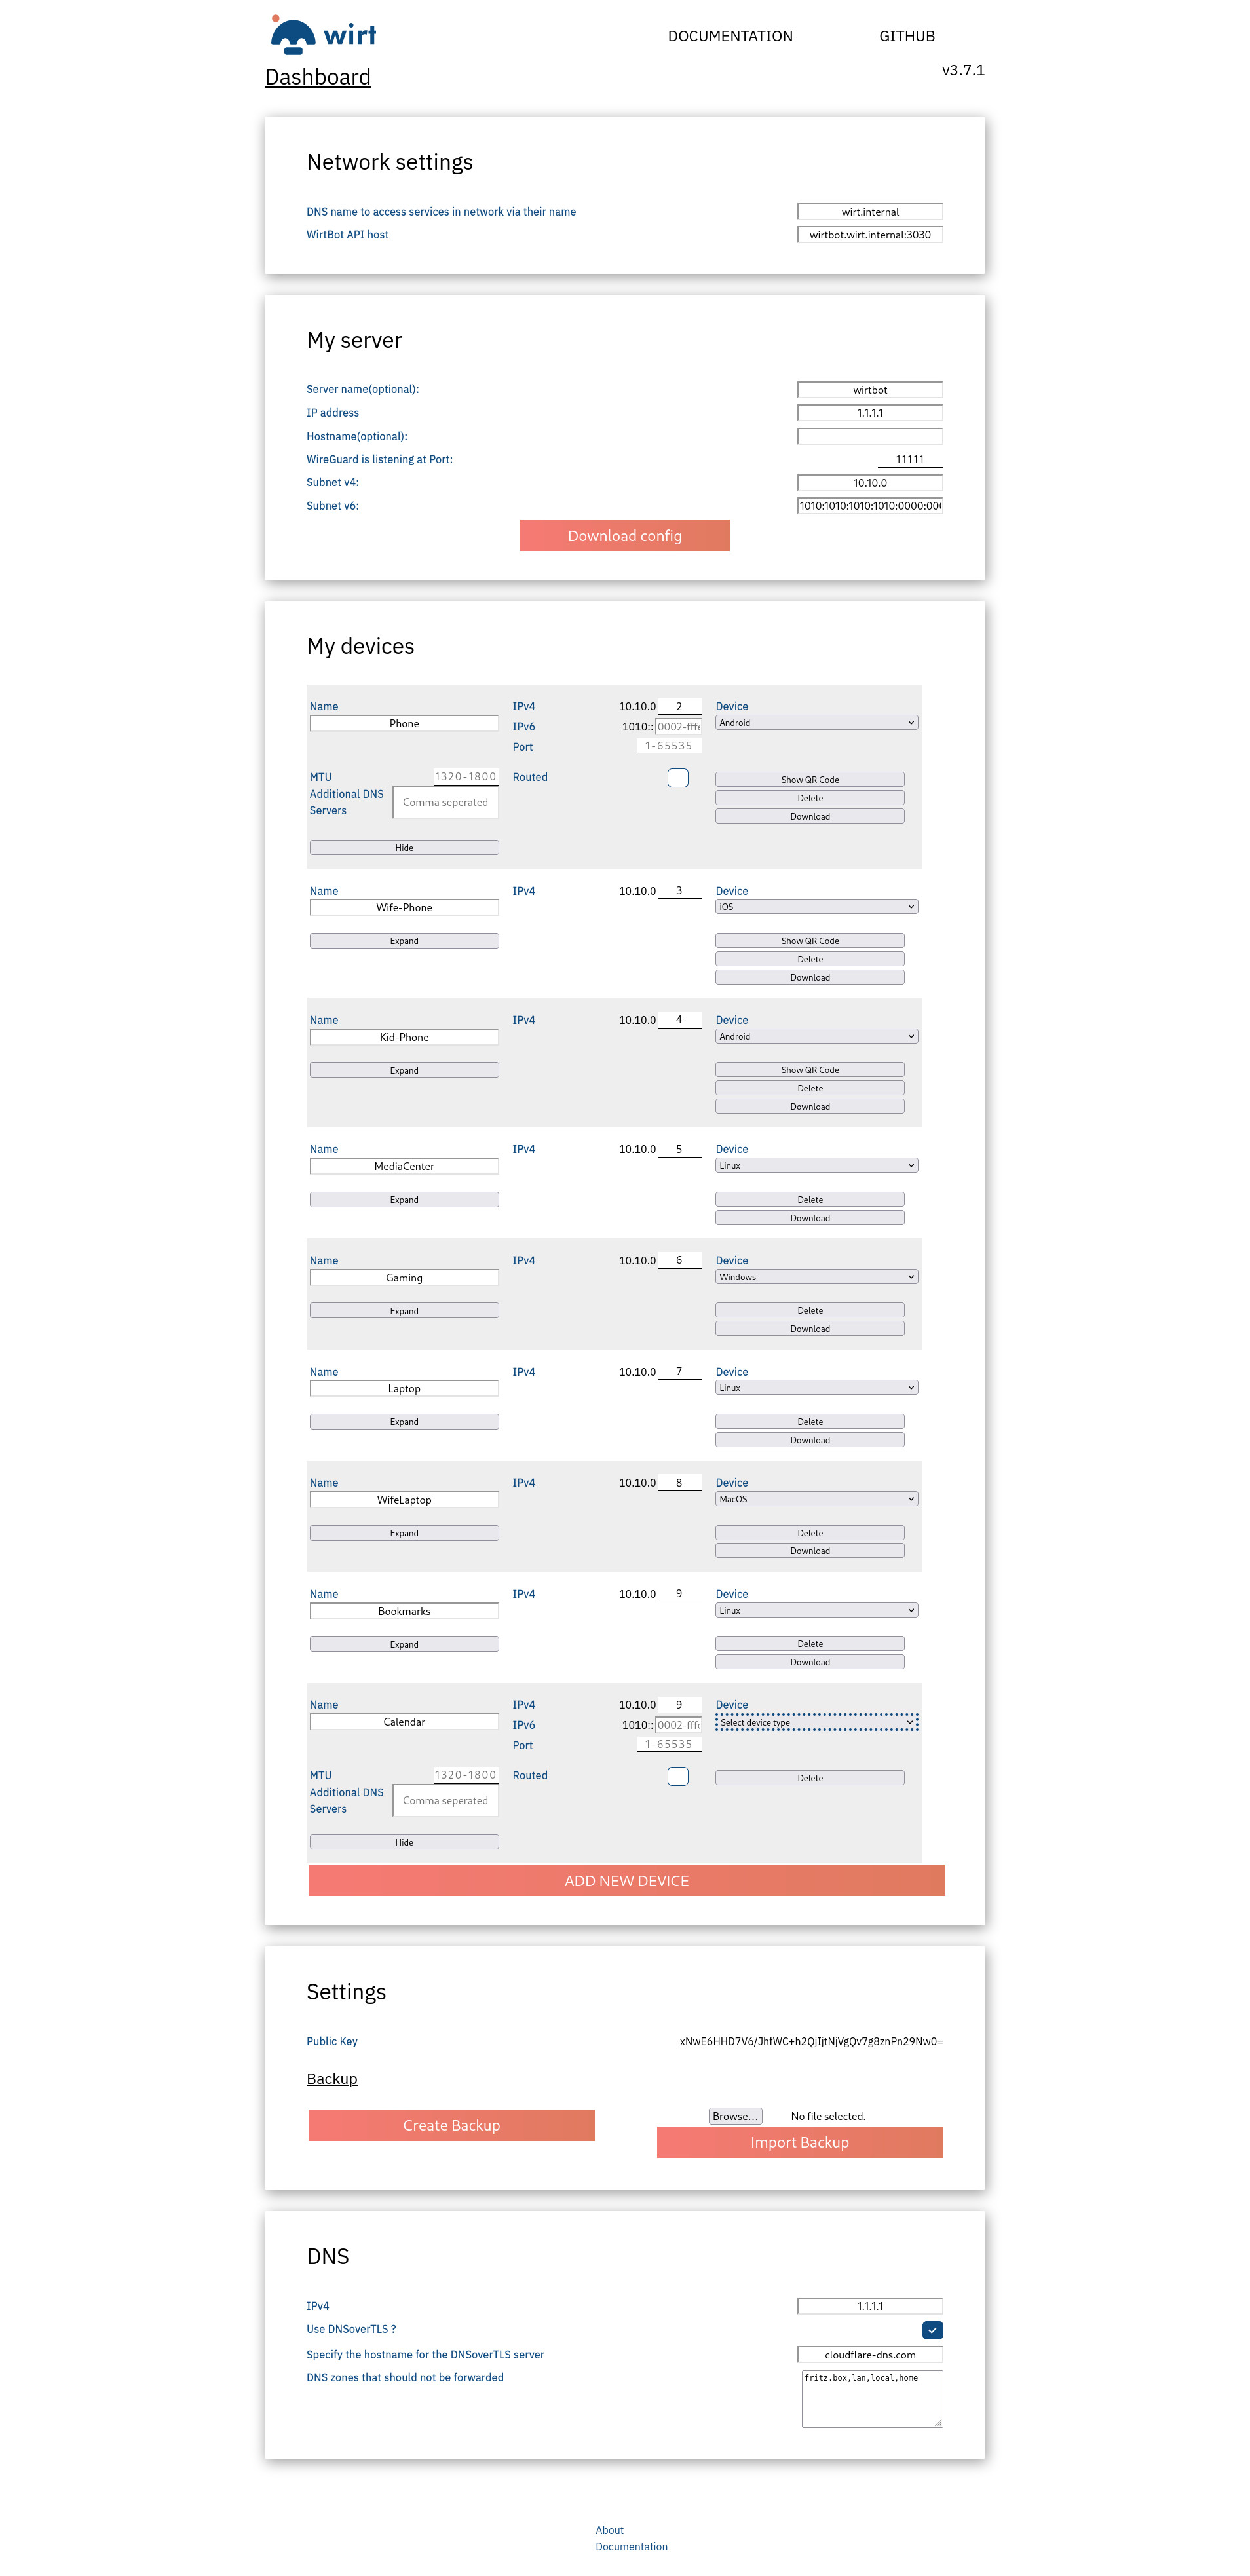 wirt
DOCUMENTATION GITHUB
Dashboard v3.7.1
Network settings
DNS name to access services in network via their name wirt.internal
WirtBot API host wirtbot.wirt.internal:3030
My server
Server name(optional): wirtbot
IP address 1.1.1.1
Hostname(optional):
WireGuard is listening at Port: 11111
Subnet v4: 10.10.0
Subnet v6: 1010:1010:1010:1010:0000:00
Download config
My devices
Name IPv4 10.10.0 2 Device
Phone Android
IPv6 1010:: 0002-fff
Port 1-65535
MTU 1320-1800 Routed
Show QR Code
Additional DNS Servers Comma seperated
Delete
Download
Hide
Name IPv4 10.10.0 3 Device
Wife-Phone iOS
Expand Show QR Code
Delete
Download
Name IPv4 10.10.0 4 Device
Kid-Phone Android
Expand Show QR Code
Delete
Download
Name IPv4 10.10.0 5 Device
MediaCenter Linux
Expand Delete
Download
Name IPv4 10.10.0 6 Device
Gaming Windows
Expand Delete
Download
Name IPv4 10.10.0 7 Device
Laptop Linux
Expand Delete
Download
Name IPv4 10.10.0 8 Device
WifeLaptop MacOS
Expand Delete
Download
Name IPv4 10.10.0 9 Device
Bookmarks Linux
Expand Delete
Download
Name IPv4 10.10.0 9 Device
Calendar Select device type
IPv6 1010:: 0002-fff
Port 1-65535
MTU 1320-1800 Routed Delete
Additional DNS Servers Comma seperated
Hide
ADD NEW DEVICE
Settings
Public Key xNwE6HHD7V6/JhfWC+h2QjIjtNjVgQv7g8znPn29Nw0=
Backup
Create Backup
Browse... No file selected.
Import Backup
DNS
IPv4 1.1.1.1
Use DNSoverTLS ?
Specify the hostname for the DNSoverTLS server cloudflare-dns.com
DNS zones that should not be forwarded fritz.box,lan,local,home
About
Documentation